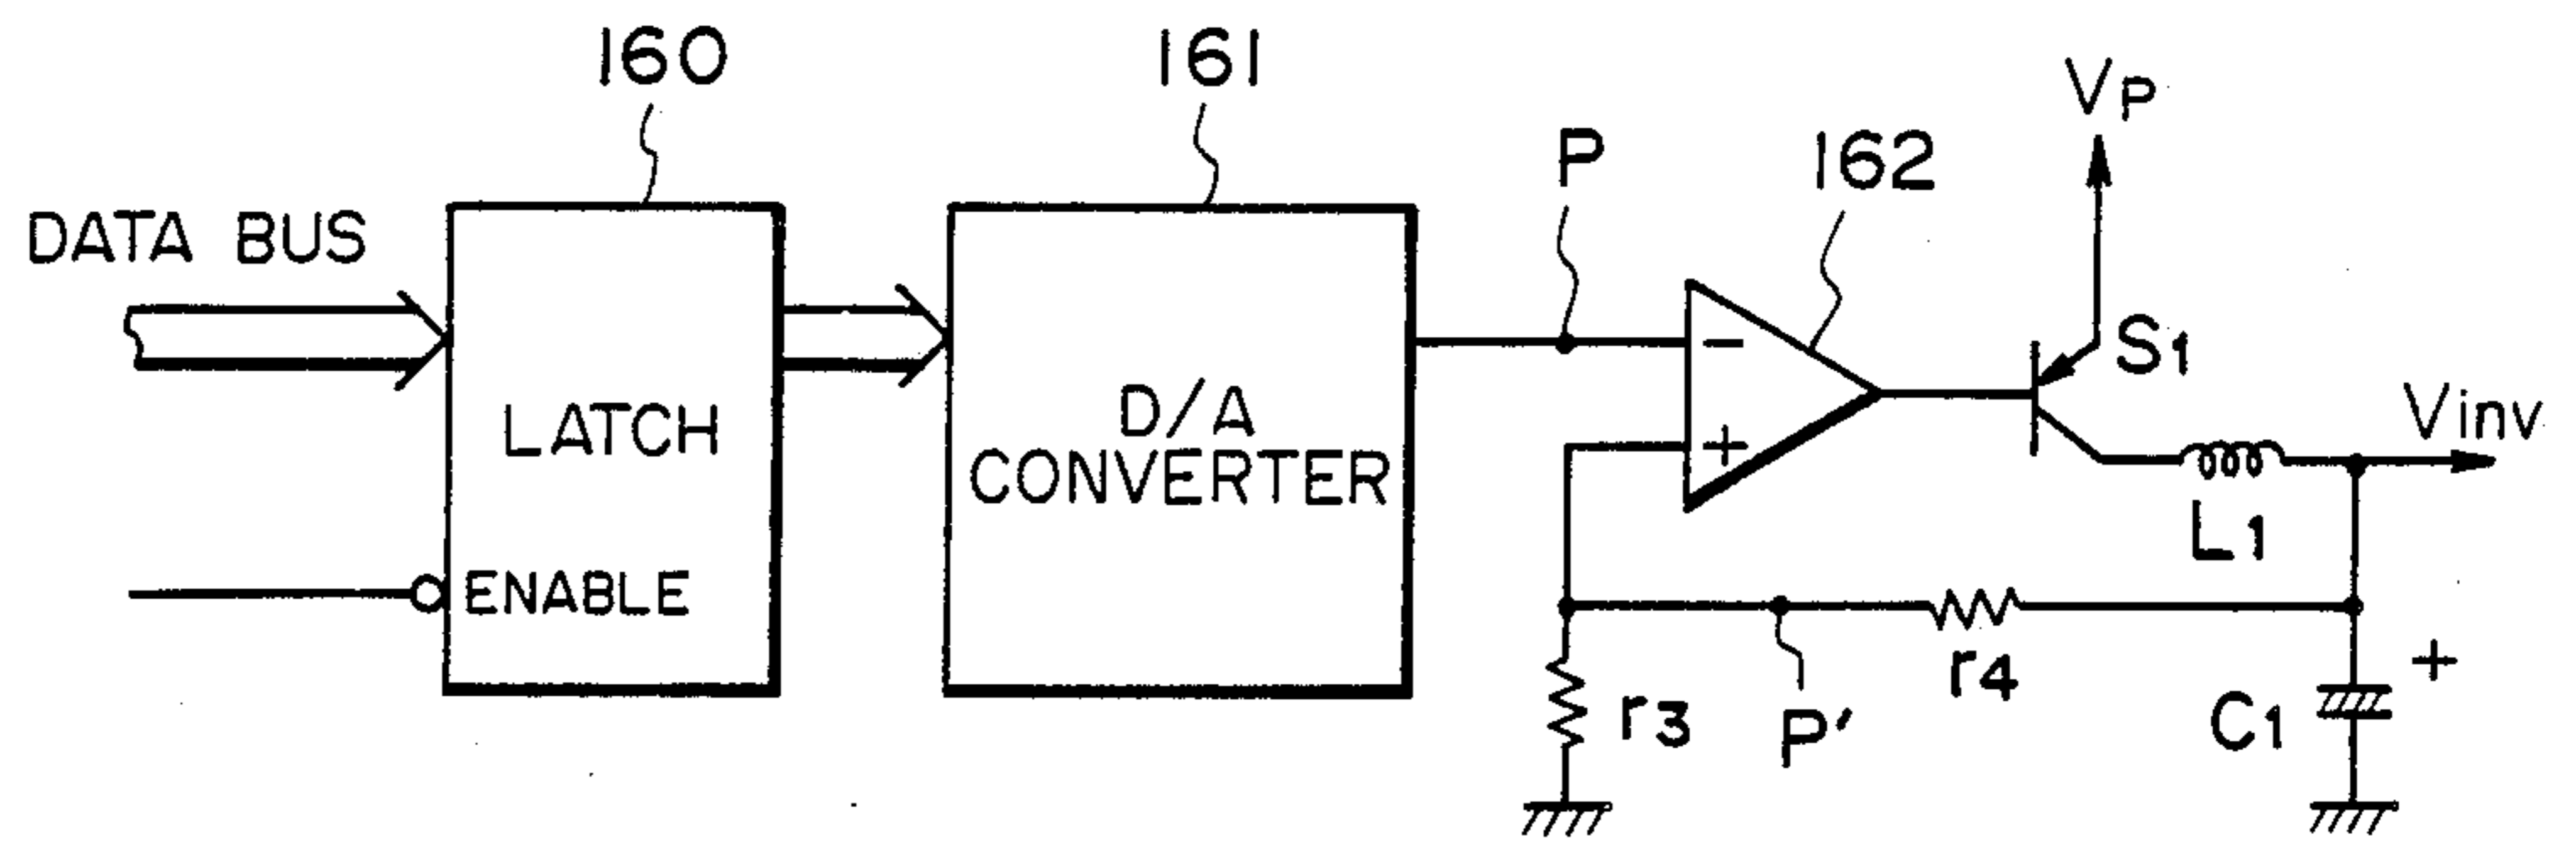 160
161
162
P
VP
S1
DATA BUS
LATCH
ENABLE
D/A
CONVERTER
−
+
Vinv
L1
r3
P'
r4
C1
+